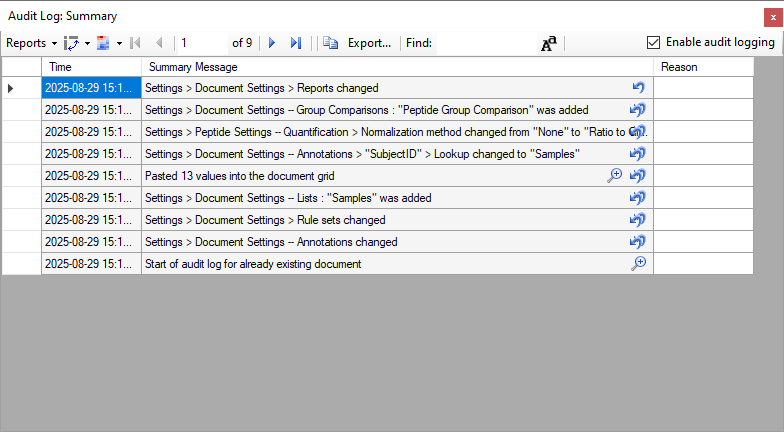 Audit Log: Summary
Reports 1 of 9 Export... Find: Aa Enable audit logging
Time Summary Message Reason
2025-08-29 15:1... Settings > Document Settings > Reports changed
2025-08-29 15:1... Settings > Document Settings -- Group Comparisons : "Peptide Group Comparison" was added
2025-08-29 15:1... Settings > Peptide Settings -- Quantification > Normalization method changed from "None" to "Ratio to
2025-08-29 15:1... Settings > Document Settings -- Annotations > "SubjectID" > Lookup changed to "Samples"
2025-08-29 15:1... Pasted 13 values into the document grid
2025-08-29 15:1... Settings > Document Settings -- Lists : "Samples" was added
2025-08-29 15:1... Settings > Document Settings > Rule sets changed
2025-08-29 15:1... Settings > Document Settings -- Annotations changed
2025-08-29 15:1... Start of audit log for already existing document